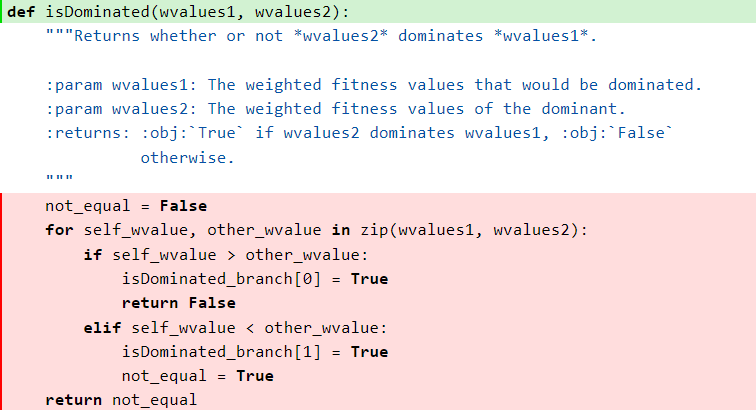 def isDominated(wvalues1, wvalues2):
    """Returns whether or not *wvalues2* dominates *wvalues1*.

    :param wvalues1: The weighted fitness values that would be dominated.
    :param wvalues2: The weighted fitness values of the dominant.
    :returns: :obj:`True` if wvalues2 dominates wvalues1, :obj:`False`
              otherwise.
    """
    not_equal = False
    for self_wvalue, other_wvalue in zip(wvalues1, wvalues2):
        if self_wvalue > other_wvalue:
            isDominated_branch[0] = True
            return False
        elif self_wvalue < other_wvalue:
            isDominated_branch[1] = True
            not_equal = True
    return not_equal